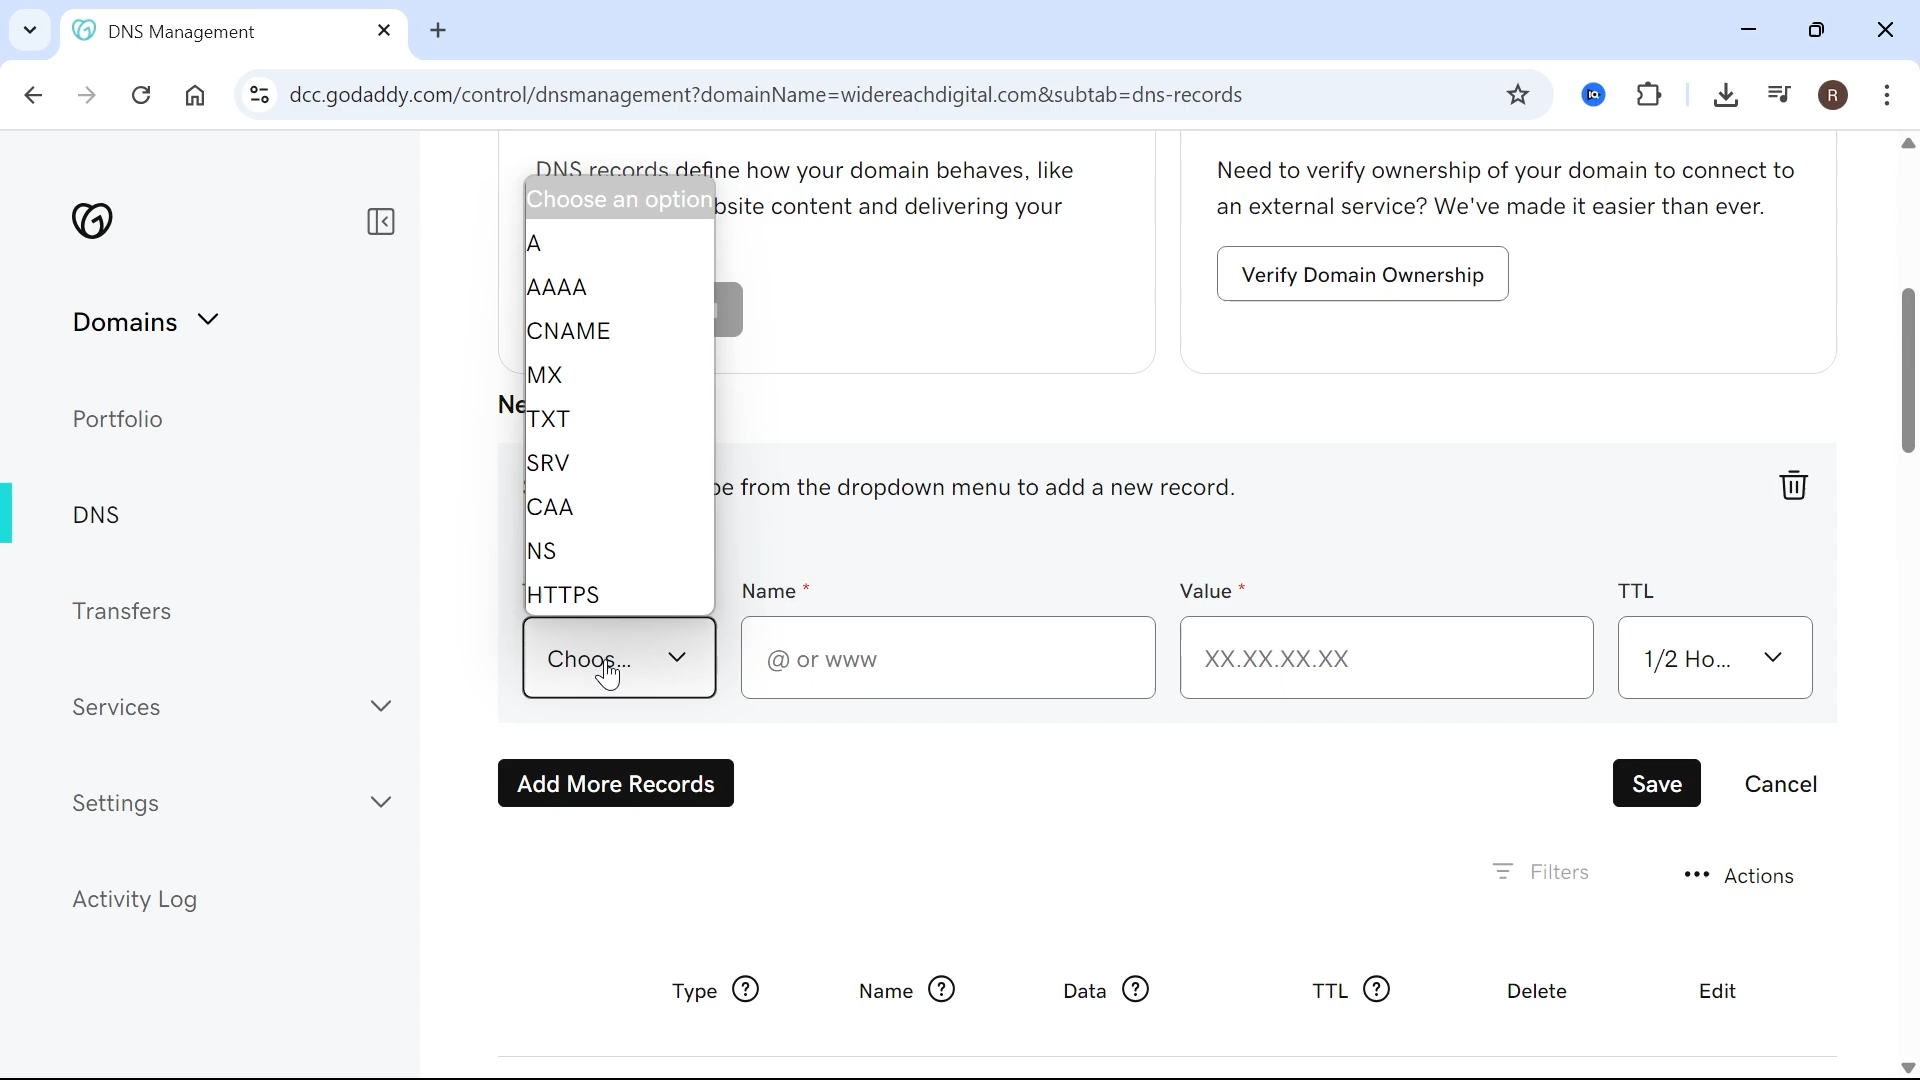 DNS Management
dcc.godaddy.com/control/dnsmanagement?domainName=widereachdigital.com&subtab=dns-records
R
Domains
Portfolio
DNS
Transfers
Services
Settings
Activity Log
DNS records define how your domain behaves, like
bsite content and delivering your
Need to verify ownership of your domain to connect to
an external service? We've made it easier than ever.
Verify Domain Ownership
Choose an option
A
AAAA
CNAME
MX
TXT
SRV
CAA
NS
HTTPS
Ne
from the dropdown menu to add a new record.
Name *
Value *
TTL
Choos...
@ or www
XX.XX.XX.XX
1/2 Ho...
Add More Records
Save
Cancel
Filters
Actions
Type ?
Name ?
Data ?
TTL ?
Delete
Edit